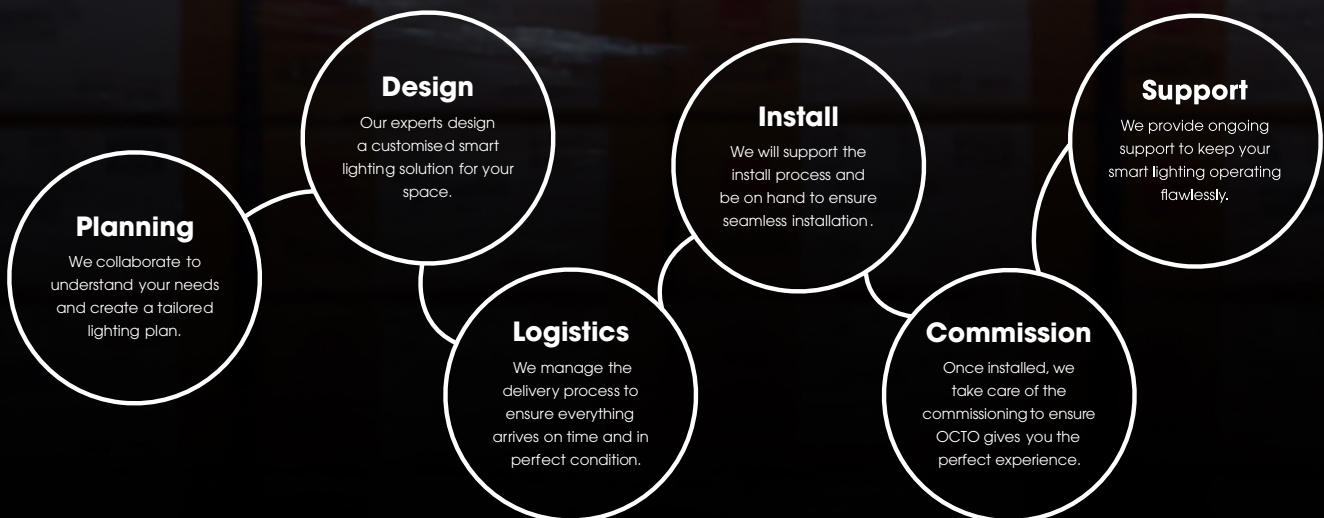 Planning
We collaborate to
understand your needs
and create a tailored
lighting plan.
Design
Our experts design
a customised smart
lighting solution for your
space.
Logistics
We manage the
delivery process to
ensure everything
arrives on time and in
perfect condition.
Install
We will support the
install process and
be on hand to ensure
seamless installation.
Commission
Once installed, we
take care of the
commissioning to ensure
OCTO gives you the
perfect experience.
Support
We provide ongoing
support to keep your
smart lighting operating
flawlessly.